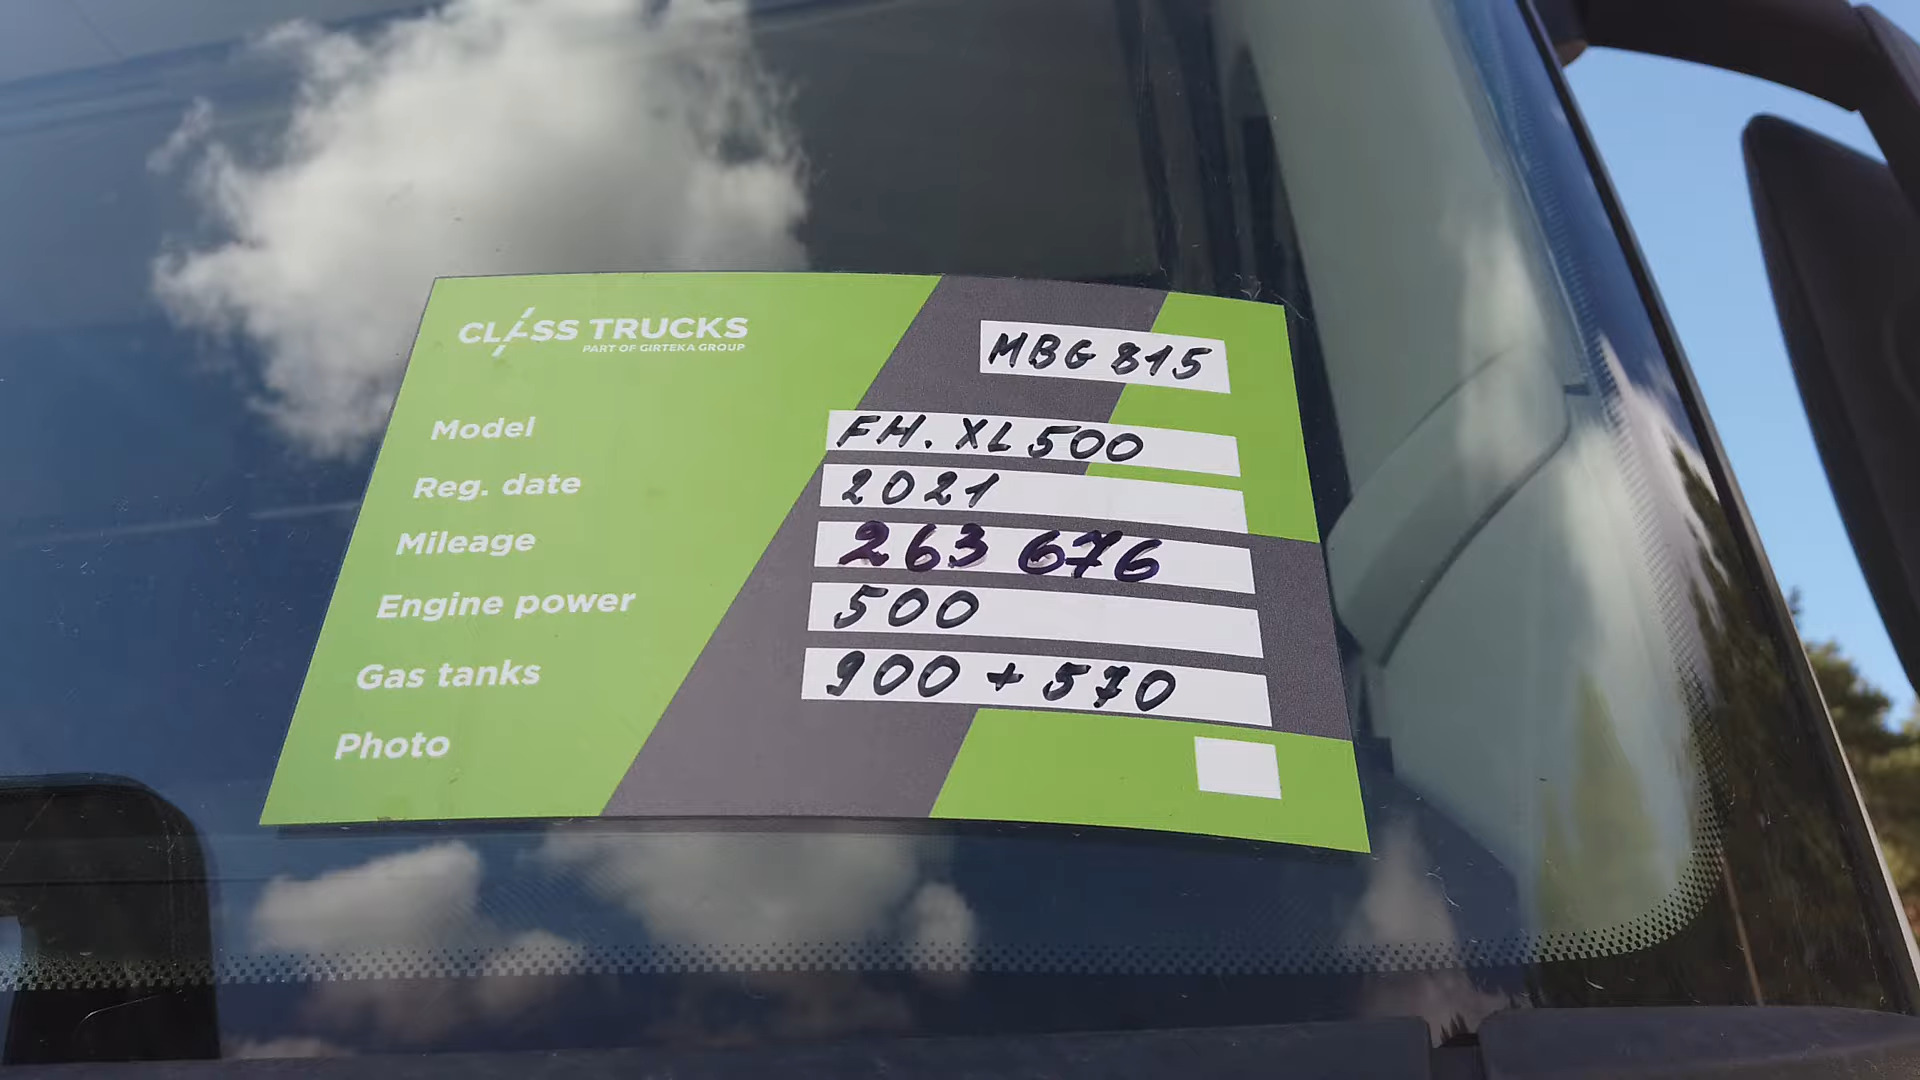 CLASS TRUCKS
PART OF GIRTEKA GROUP
MBG 815
Model FH. XL 500
Reg. date 2021
Mileage 263 676
Engine power 500
Gas tanks 900 + 570
Photo